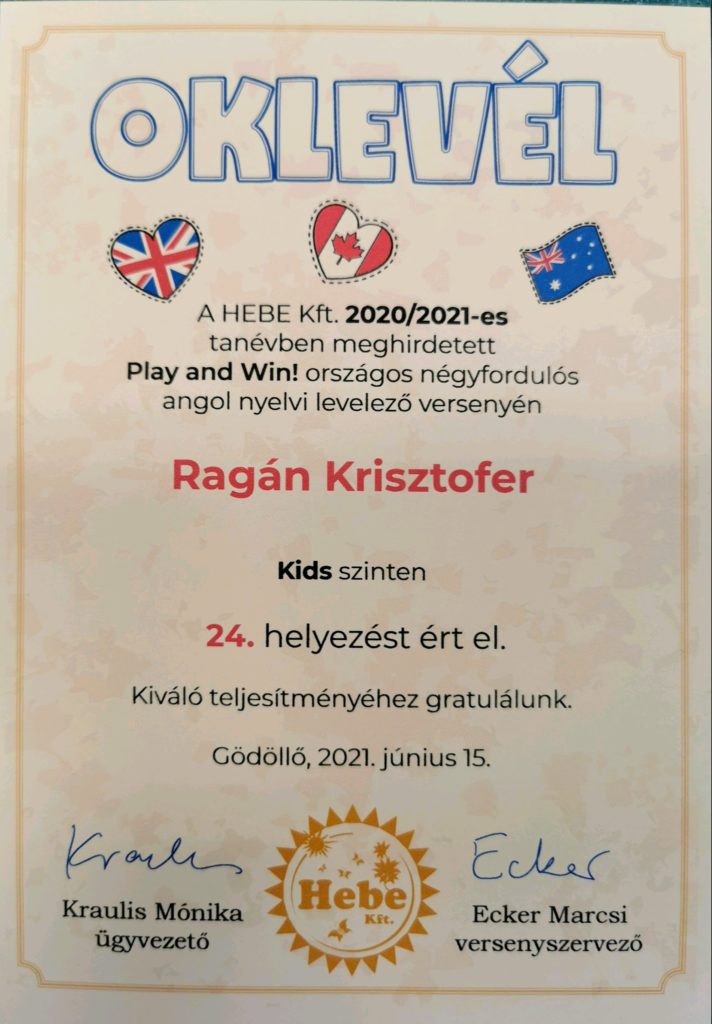 OKLEVÉL
A HEBE Kft. 2020/2021-es
tanévben meghirdetett
Play and Win! országos négyfordulós
angol nyelvi levelező versenyén
Ragán Krisztofer
Kids szinten
24. helyezést ért el.
Kiváló teljesítményéhez gratulálunk.
Gödöllő, 2021. június 15.
Kraulis
Ecker
Hebe
Kft.
Kraulis Mónika
ügyvezető
Ecker Marcsi
versenyszervező